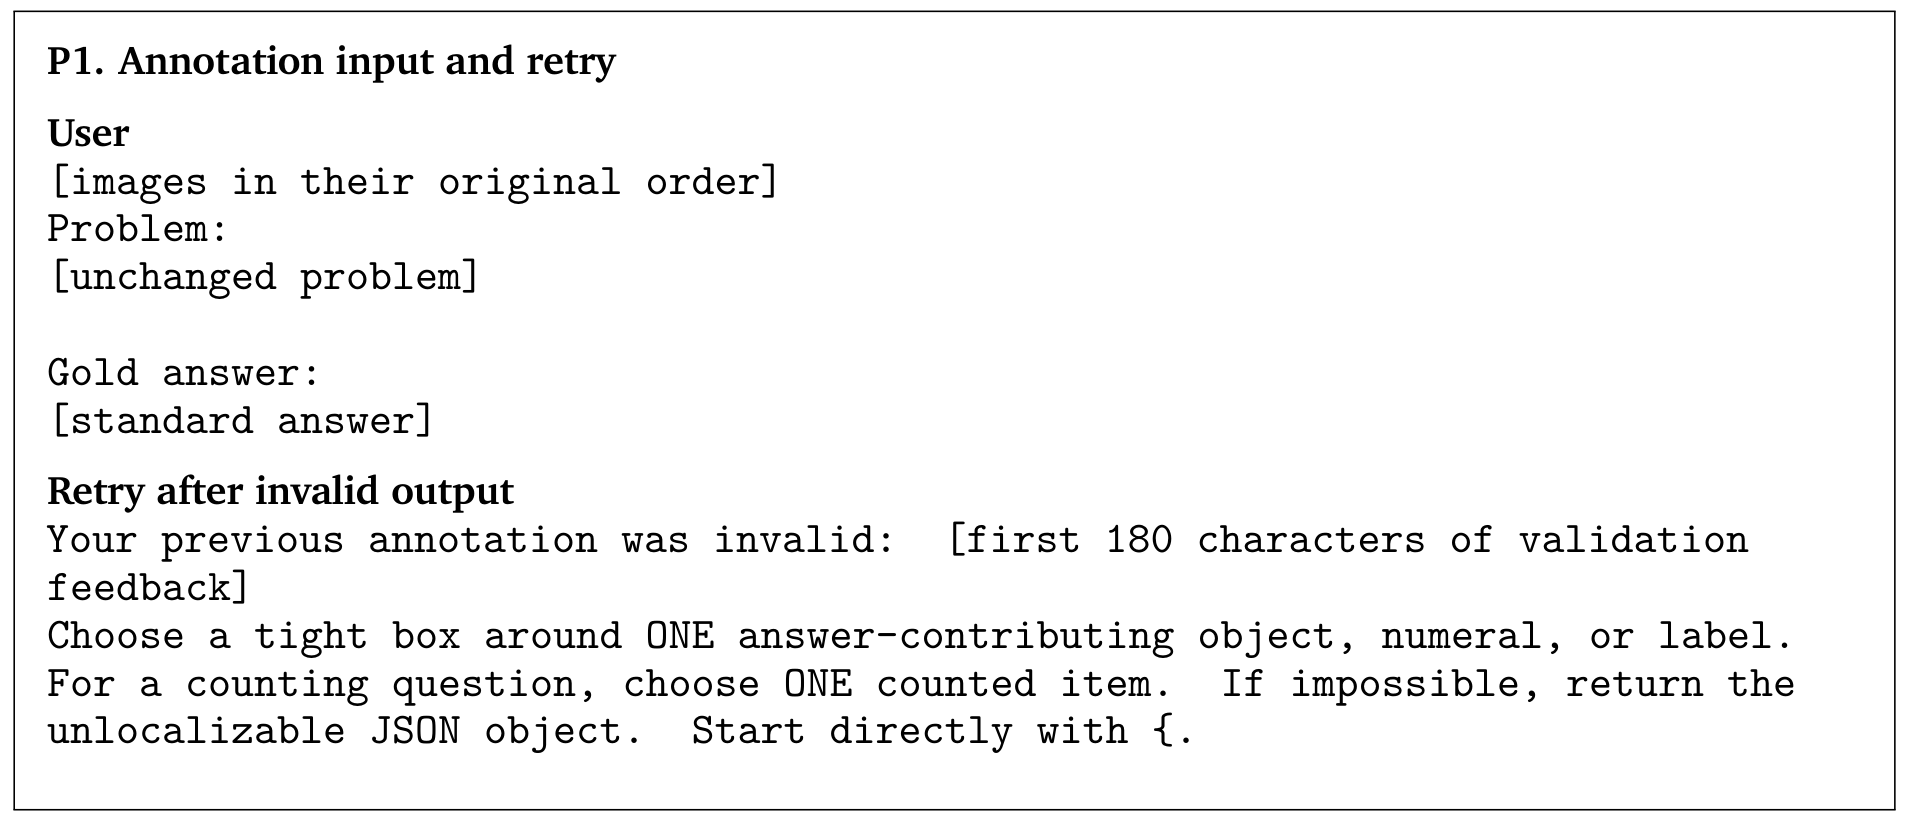 P1. Annotation input and retry
User
[images in their original order]
Problem:
[unchanged problem]
Gold answer:
[standard answer]
Retry after invalid output
Your previous annotation was invalid: [first 180 characters of validation
feedback]
Choose a tight box around ONE answer-contributing object, numeral, or label.
For a counting question, choose ONE counted item. If impossible, return the
unlocalizable JSON object. Start directly with {.